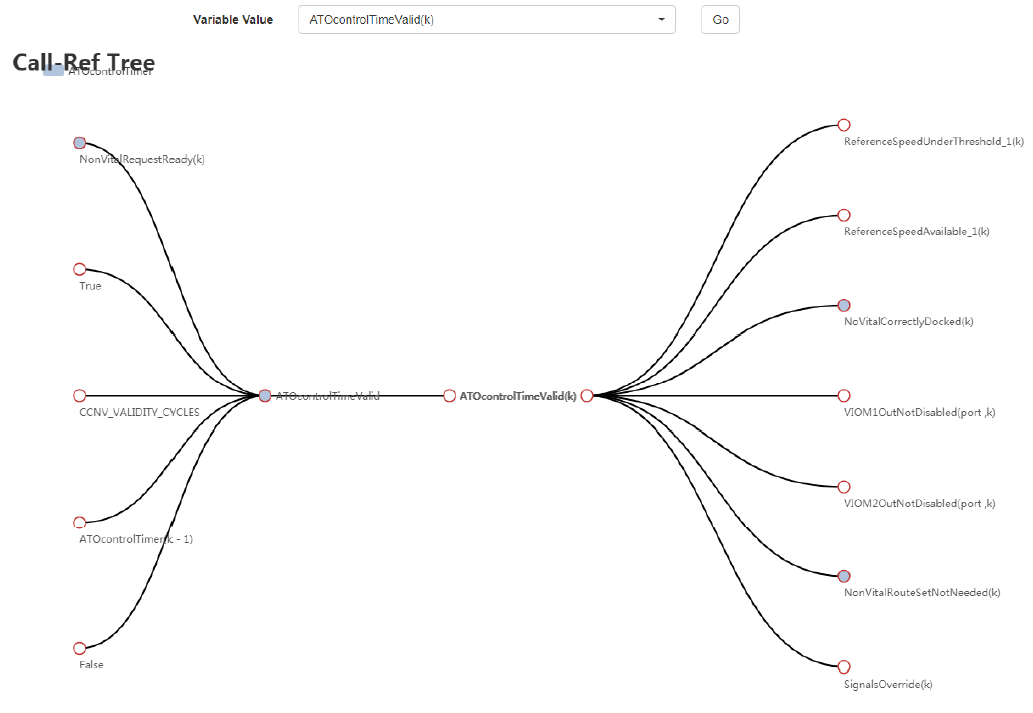 Variable Value
ATOcontrolTimeValid(k)
Go
Call-Ref Tree
ATOcontrolTimer
NonVitalRequestReady(k)
True
CCNV_VALIDITY_CYCLES
ATOcontrolTimer(k - 1)
False
ATOcontrolTimeValid
ATOcontrolTimeValid(k)
ReferenceSpeedUnderThreshold_1(k)
ReferenceSpeedAvailable_1(k)
NoVitalCorrectlyDocked(k)
VIOM1OutNotDisabled(port ,k)
VIOM2OutNotDisabled(port ,k)
NonVitalRouteSetNotNeeded(k)
SignalsOverride(k)